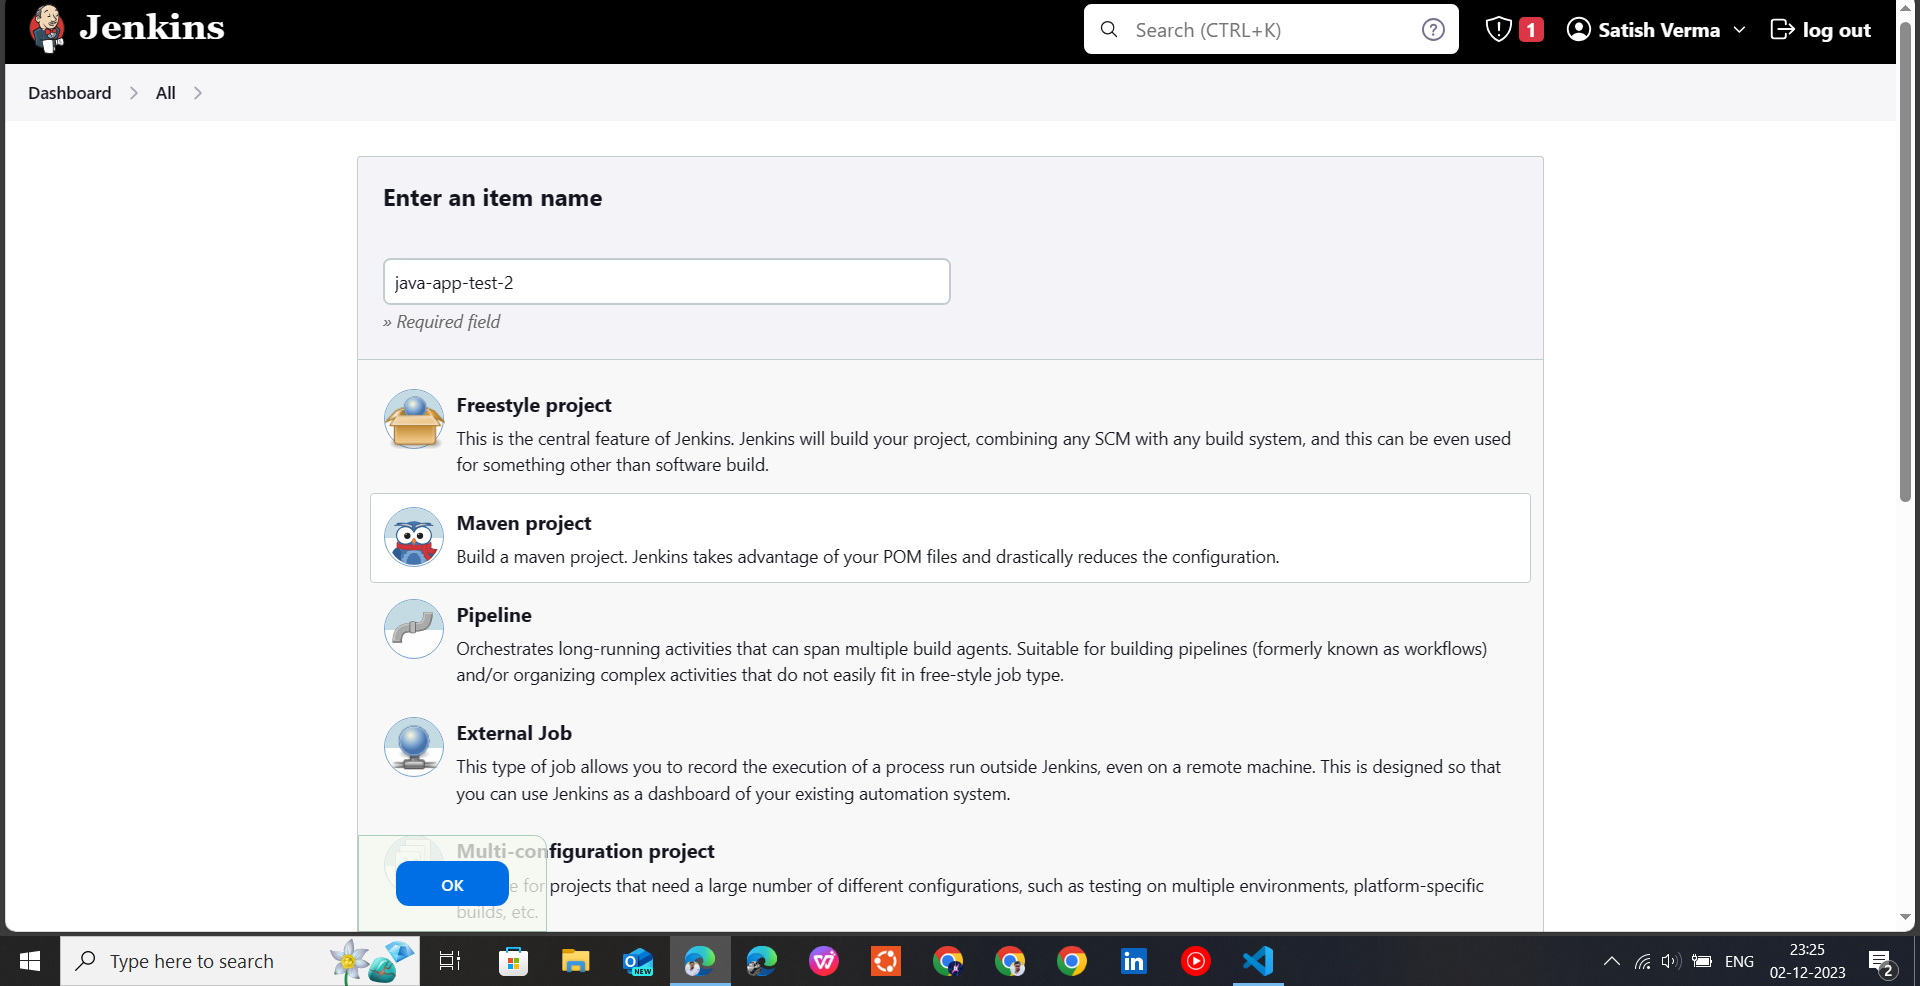 Jenkins
Search (CTRL+K)
1
Satish Verma
log out
Dashboard
All
Enter an item name
java-app-test-2
» Required field
Freestyle project
This is the central feature of Jenkins. Jenkins will build your project, combining any SCM with any build system, and this can be even used
for something other than software build.
Maven project
Build a maven project. Jenkins takes advantage of your POM files and drastically reduces the configuration.
Pipeline
Orchestrates long-running activities that can span multiple build agents. Suitable for building pipelines (formerly known as workflows)
and/or organizing complex activities that do not easily fit in free-style job type.
External Job
This type of job allows you to record the execution of a process run outside Jenkins, even on a remote machine. This is designed so that
you can use Jenkins as a dashboard of your existing automation system.
Multi-configuration project
for projects that need a large number of different configurations, such as testing on multiple environments, platform-specific
builds, etc.
OK
Type here to search
NEW
ENG
23:25
02-12-2023
2